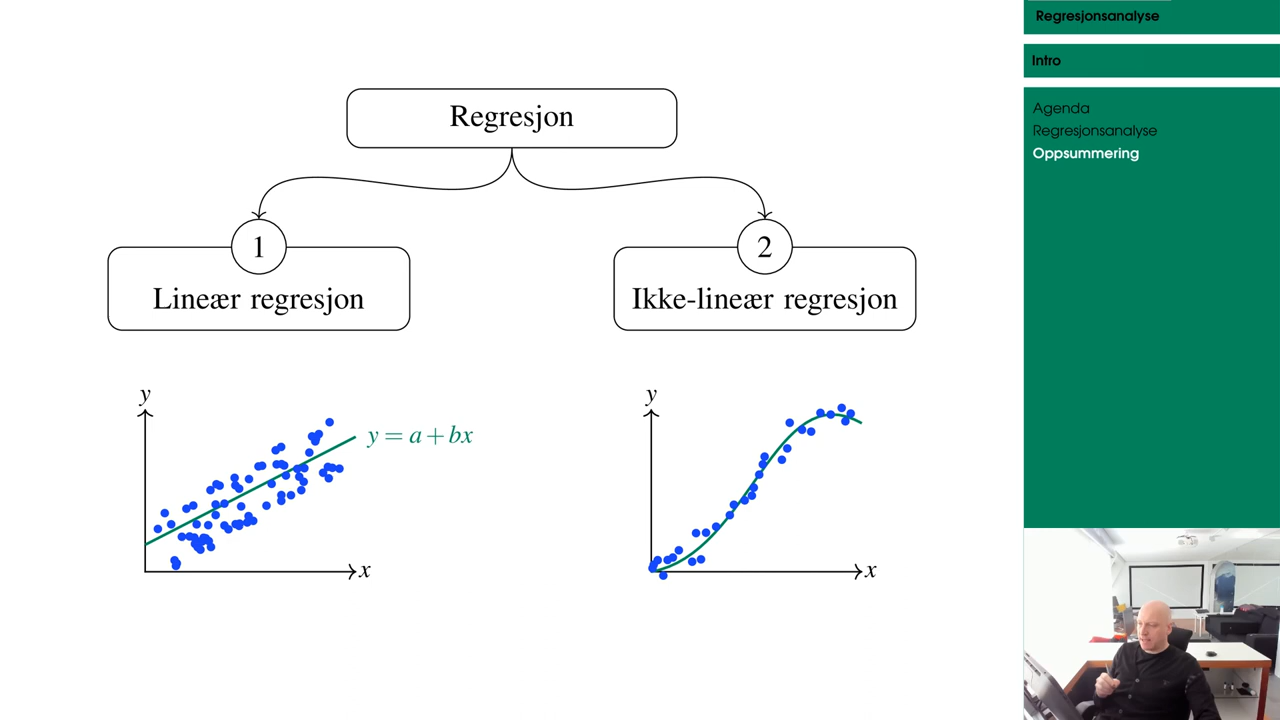 Regresjon
1
Lineær regresjon
2
Ikke-lineær regresjon
y
y = a + bx
x
y
x
Regresjonsanalyse
Intro
Agenda
Regresjonsanalyse
Oppsummering